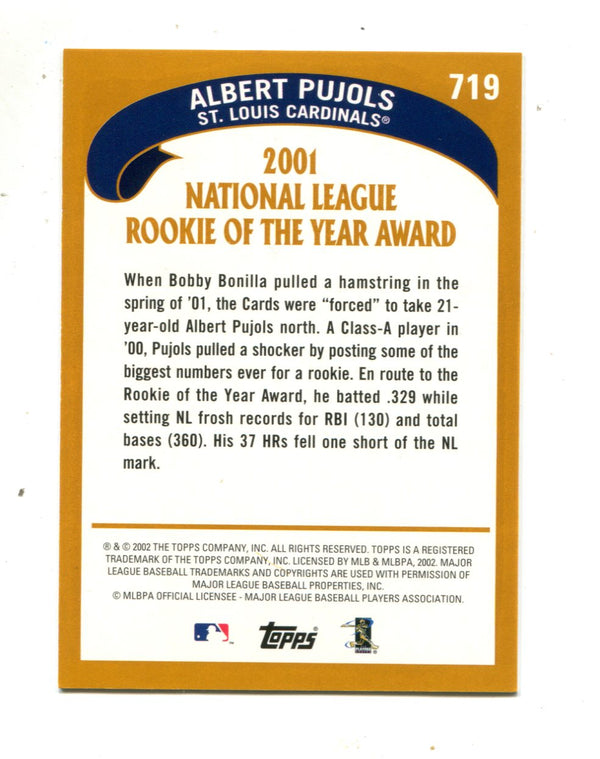 719
ALBERT PUJOLS
ST. LOUIS CARDINALS®
2001
NATIONAL LEAGUE
ROOKIE OF THE YEAR AWARD
When Bobby Bonilla pulled a hamstring in the
spring of '01, the Cards were “forced” to take 21-
year-old Albert Pujols north. A Class-A player in
'00, Pujols pulled a shocker by posting some of the
biggest numbers ever for a rookie. En route to the
Rookie of the Year Award, he batted .329 while
setting NL frosh records for RBI (130) and total
bases (360). His 37 HRs fell one short of the NL
mark.
® & © 2002 THE TOPPS COMPANY, INC. ALL RIGHTS RESERVED. TOPPS IS A REGISTERED
TRADEMARK OF THE TOPPS COMPANY, INC. LICENSED BY MLB & MLBPA, 2002. MAJOR
LEAGUE BASEBALL TRADEMARKS AND COPYRIGHTS ARE USED WITH PERMISSION OF
MAJOR LEAGUE BASEBALL PROPERTIES, INC.
© MLBPA OFFICIAL LICENSEE - MAJOR LEAGUE BASEBALL PLAYERS ASSOCIATION.
Topps